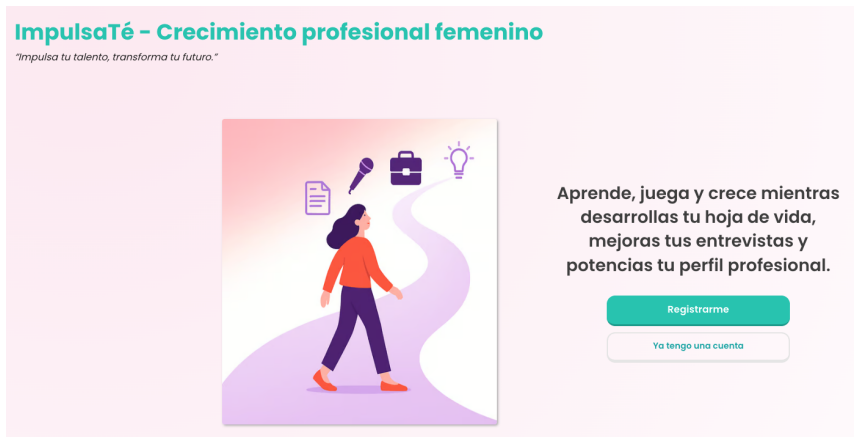 ImpulsaTé - Crecimiento profesional femenino
“Impulsa tu talento, transforma tu futuro.”
Aprende, juega y crece mientras
desarrollas tu hoja de vida,
mejoras tus entrevistas y
potencias tu perfil profesional.
Registrarme
Ya tengo una cuenta